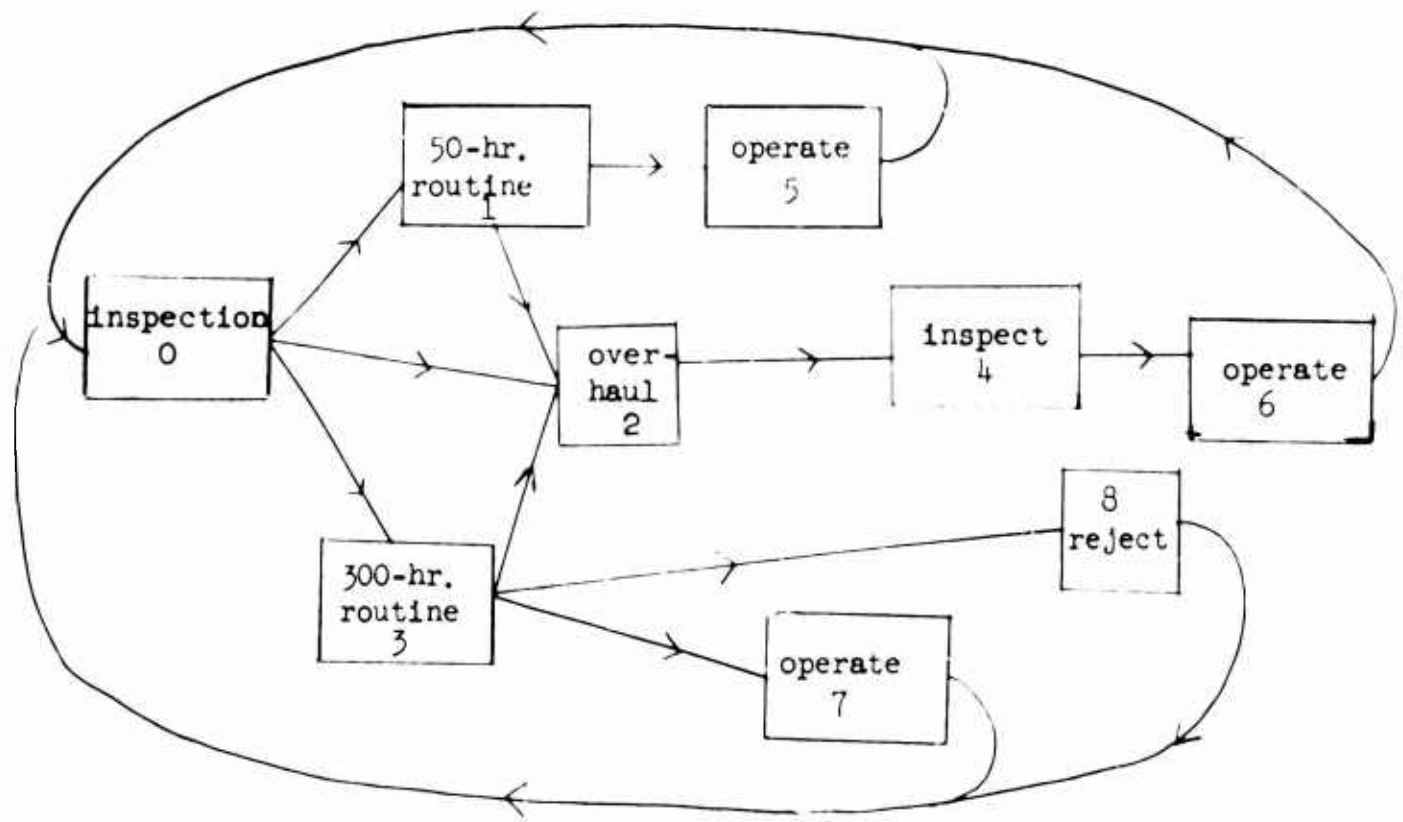 50-hr.
routine
1
operate
5
inspection
0
over-
haul
2
inspect
4
operate
6
300-hr.
routine
3
8
reject
operate
7